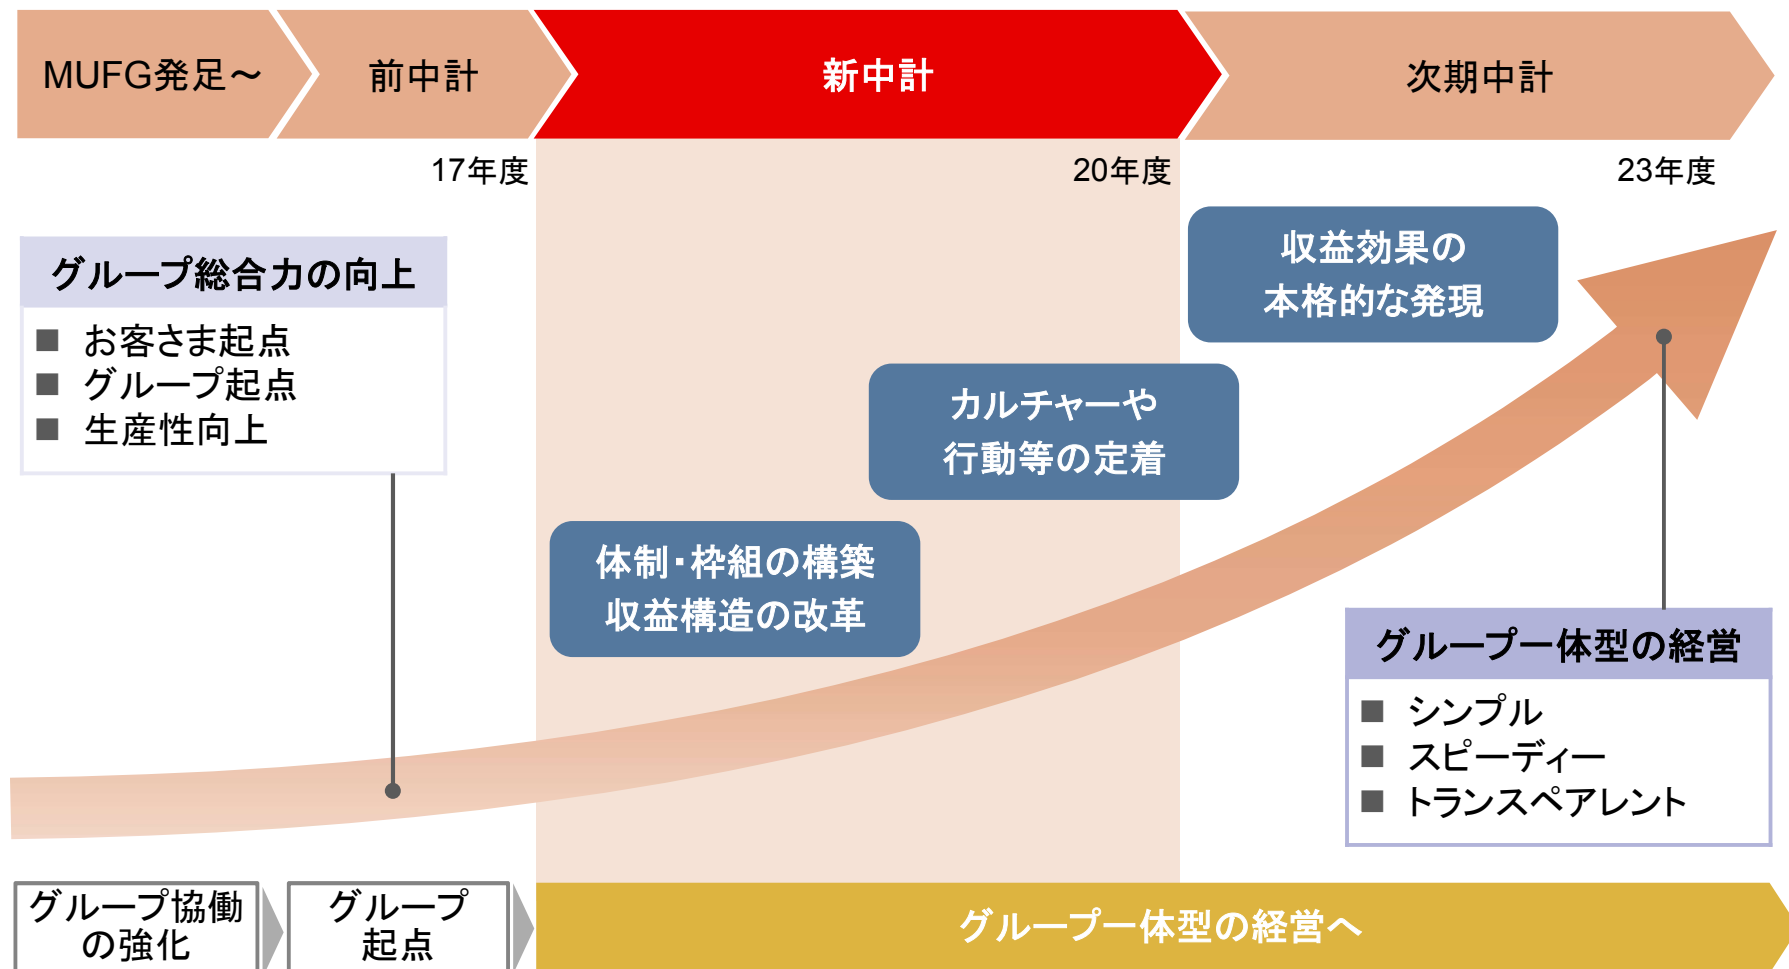 MUFG発足～
前中計
新中計
次期中計
17年度
20年度
23年度
グループ総合力の向上
お客さま起点
グループ起点
生産性向上
収益効果の
本格的な発現
カルチャーや
行動等の定着
体制・枠組の構築
収益構造の改革
グループ一体型の経営
シンプル
スピーディー
トランスペアレント
グループ協働
の強化
グループ
起点
グループ一体型の経営へ